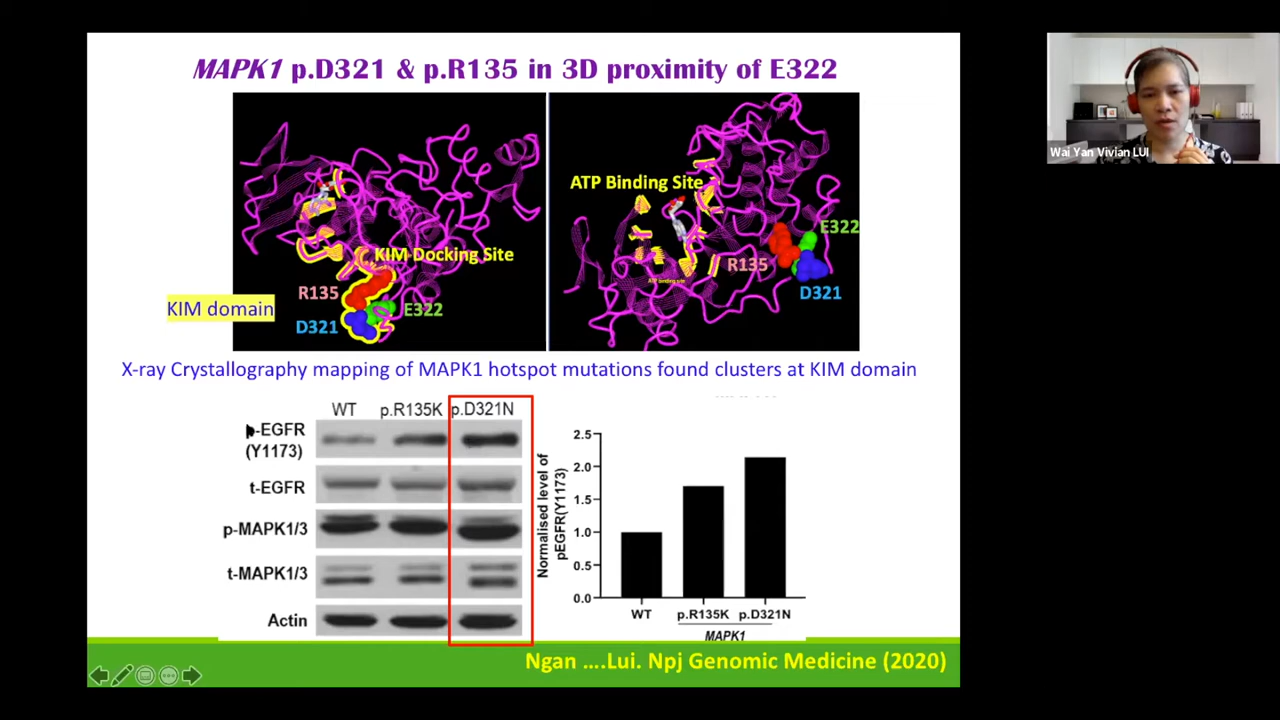 MAPK1 p.D321 & p.R135 in 3D proximity of E322
KIM Docking Site
R135
E322
D321
KIM domain
ATP Binding Site
E322
R135
D321
ATP binding site
X-ray Crystallography mapping of MAPK1 hotspot mutations found clusters at KIM domain
WT p.R135K p.D321N
p-EGFR
(Y1173)
t-EGFR
p-MAPK1/3
t-MAPK1/3
Actin
Normalised level of
pEGFR(Y1173)
2.5
2.0
1.5
1.0
0.5
0.0
WT p.R135K p.D321N
MAPK1
Ngan ....Lui. Npj Genomic Medicine (2020)
Wai Yan Vivian LUI